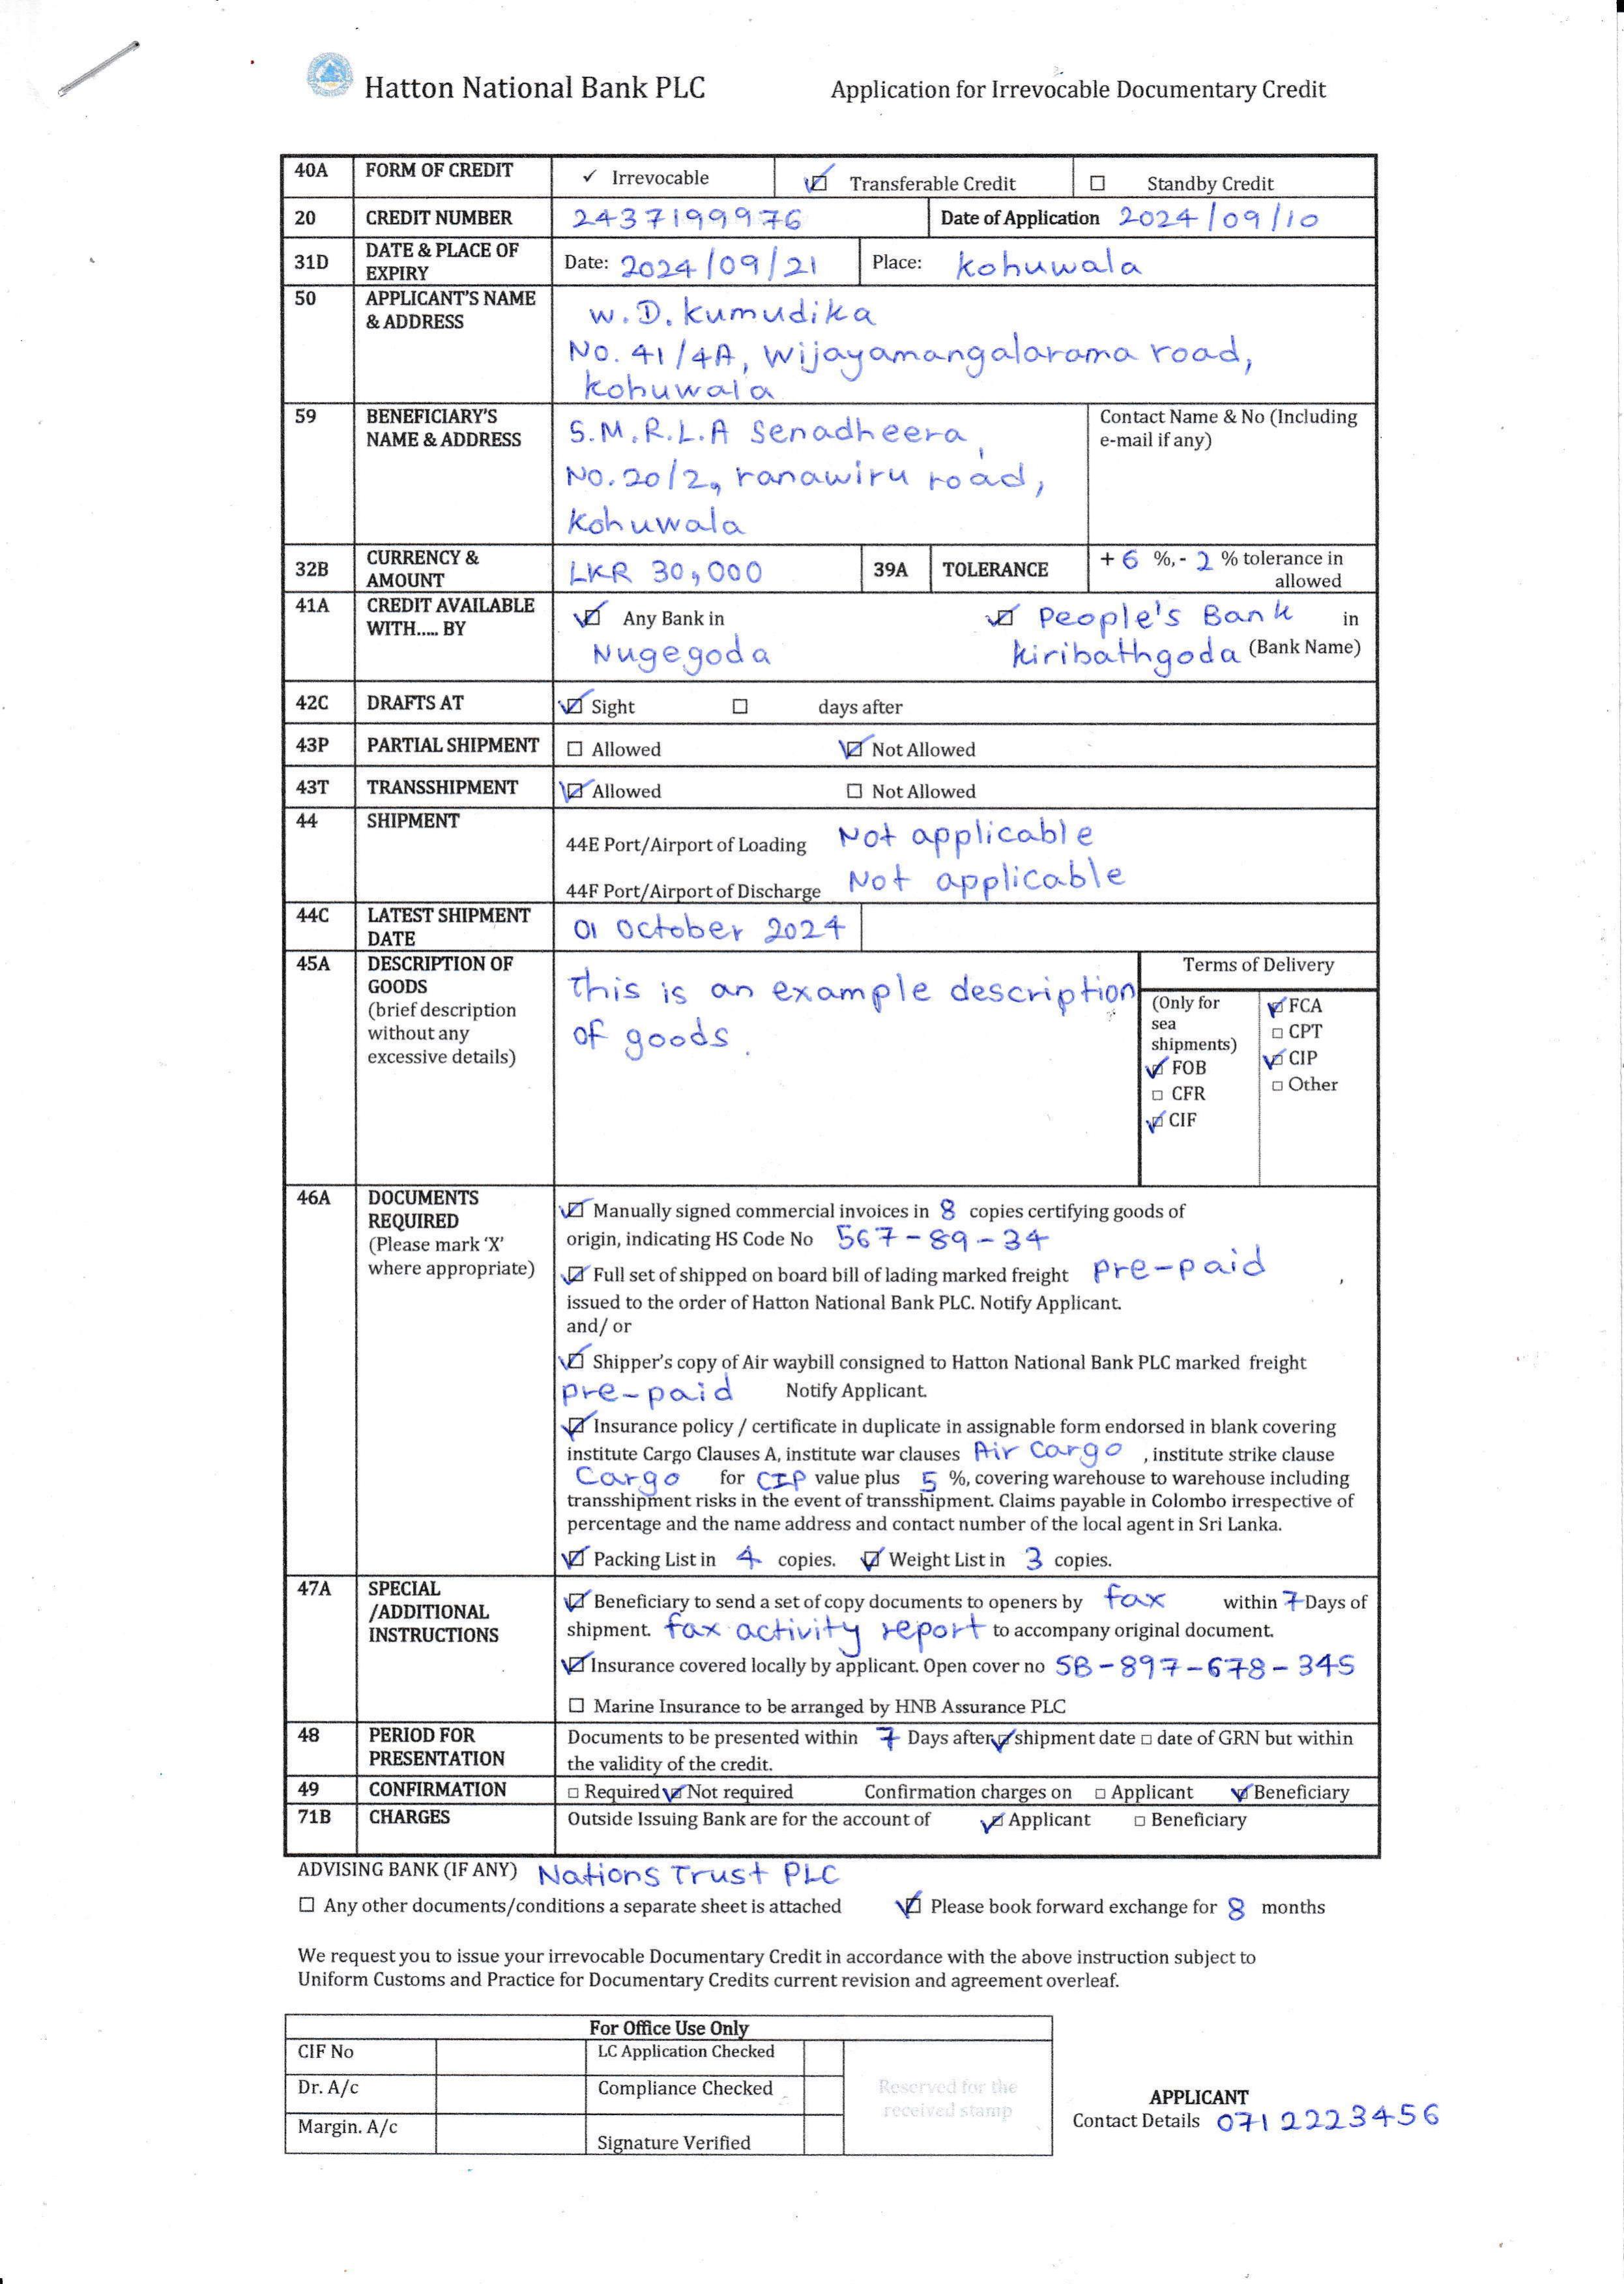 Hatton National Bank PLC Application for Irrevocable Documentary Credit
40A FORM OF CREDIT ✓ Irrevocable ☑ Transferable Credit ☐ Standby Credit
20 CREDIT NUMBER 2437199976 Date of Application 2024/09/10
31D DATE & PLACE OF EXPIRY Date: 2024/09/21 Place: Kohuwala
50 APPLICANT'S NAME & ADDRESS
W.D. Kumudika
No. 41/4A, Wijayamangalarama road,
Kohuwala
59 BENEFICIARY'S NAME & ADDRESS
S.M.R.L.A Senadheera,
No. 20/2, ranawiru road,
Kohuwala
Contact Name & No (Including
e-mail if any)
32B CURRENCY & AMOUNT LKR 30,000 39A TOLERANCE + 6 %, - 2 % tolerance in
allowed
41A CREDIT AVAILABLE WITH..... BY
☑ Any Bank in
Nugegoda
☑ People's Bank in
Kiribathgoda (Bank Name)
42C DRAFTS AT ☑ Sight ☐ days after
43P PARTIAL SHIPMENT ☐ Allowed ☑ Not Allowed
43T TRANSSHIPMENT ☑ Allowed ☐ Not Allowed
44 SHIPMENT
44E Port/Airport of Loading Not applicable
44F Port/Airport of Discharge Not applicable
44C LATEST SHIPMENT DATE 01 October 2024
45A DESCRIPTION OF
GOODS
(brief description
without any
excessive details)
This is an example description
of goods.
Terms of Delivery
(Only for
sea
shipments)
☑ FOB
☐ CFR
☑ CIF
☑ FCA
☐ CPT
☑ CIP
☐ Other
46A DOCUMENTS
REQUIRED
(Please mark 'X'
where appropriate)
☑ Manually signed commercial invoices in 8 copies certifying goods of
origin, indicating HS Code No 567-89-34
☑ Full set of shipped on board bill of lading marked freight pre-paid ,
issued to the order of Hatton National Bank PLC. Notify Applicant.
and/ or
☑ Shipper's copy of Air waybill consigned to Hatton National Bank PLC marked freight
pre-paid Notify Applicant.
☑ Insurance policy / certificate in duplicate in assignable form endorsed in blank covering
institute Cargo Clauses A, institute war clauses Air Cargo , institute strike clause
Cargo for CIP value plus 5 %, covering warehouse to warehouse including
transshipment risks in the event of transshipment. Claims payable in Colombo irrespective of
percentage and the name address and contact number of the local agent in Sri Lanka.
☑ Packing List in 4 copies. ☑ Weight List in 3 copies.
47A SPECIAL
/ADDITIONAL
INSTRUCTIONS
☑ Beneficiary to send a set of copy documents to openers by fax within 7 Days of
shipment. fax activity report to accompany original document.
☑ Insurance covered locally by applicant. Open cover no SB-897-678-345
☐ Marine Insurance to be arranged by HNB Assurance PLC
48 PERIOD FOR
PRESENTATION
Documents to be presented within 7 Days after ☑ shipment date ☐ date of GRN but within
the validity of the credit.
49 CONFIRMATION ☐ Required ☑ Not required Confirmation charges on ☐ Applicant ☑ Beneficiary
71B CHARGES Outside Issuing Bank are for the account of ☑ Applicant ☐ Beneficiary
ADVISING BANK (IF ANY) Nations Trust PLC
☐ Any other documents/conditions a separate sheet is attached ☑ Please book forward exchange for 8 months
We request you to issue your irrevocable Documentary Credit in accordance with the above instruction subject to
Uniform Customs and Practice for Documentary Credits current revision and agreement overleaf.
For Office Use Only
CIF No LC Application Checked
Dr. A/c Compliance Checked
Margin. A/c Signature Verified
Reserved for the
received stamp
APPLICANT
Contact Details 071 2223456